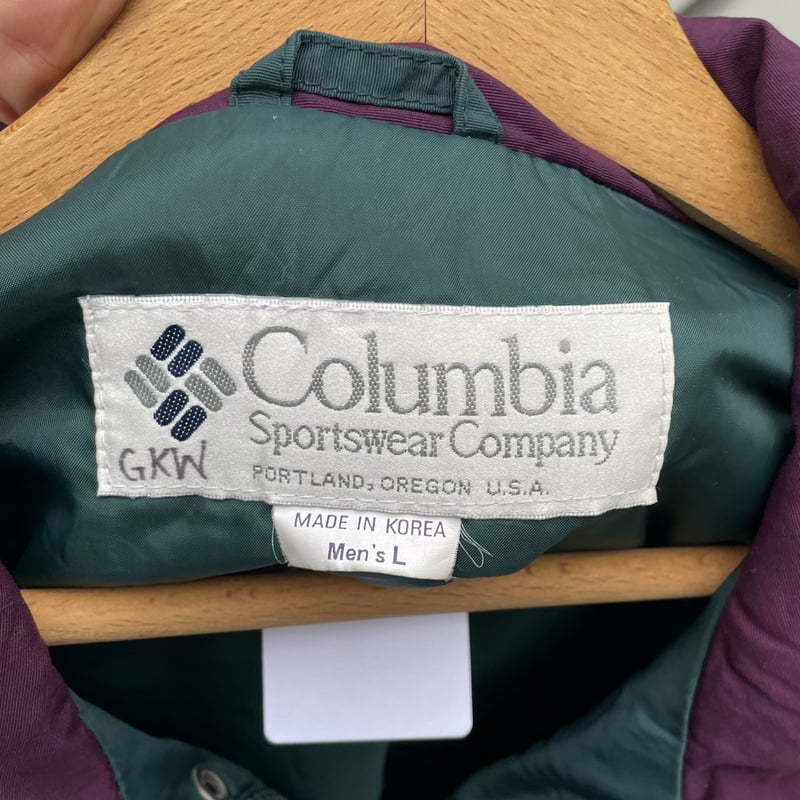 Columbia
Sportswear Company
GKW
PORTLAND, OREGON U.S.A.
MADE IN KOREA
Men's L